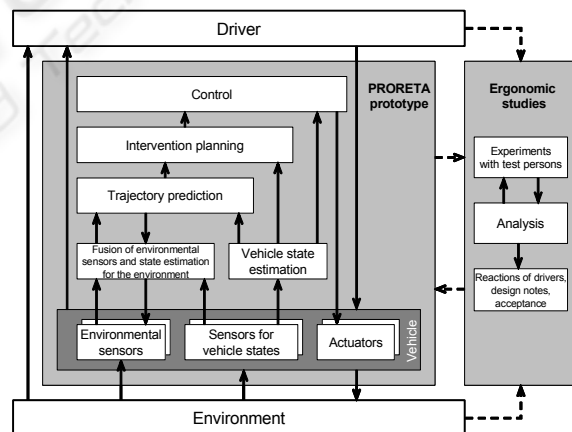 Driver
PRORETA
prototype
Control
Intervention planning
Trajectory prediction
Fusion of environmental
sensors and state estimation
for the environment
Vehicle state
estimation
Environmental
sensors
Sensors for
vehicle states
Actuators
Vehicle
Ergonomic
studies
Experiments
with test persons
Analysis
Reactions of drivers,
design notes,
acceptance
Environment